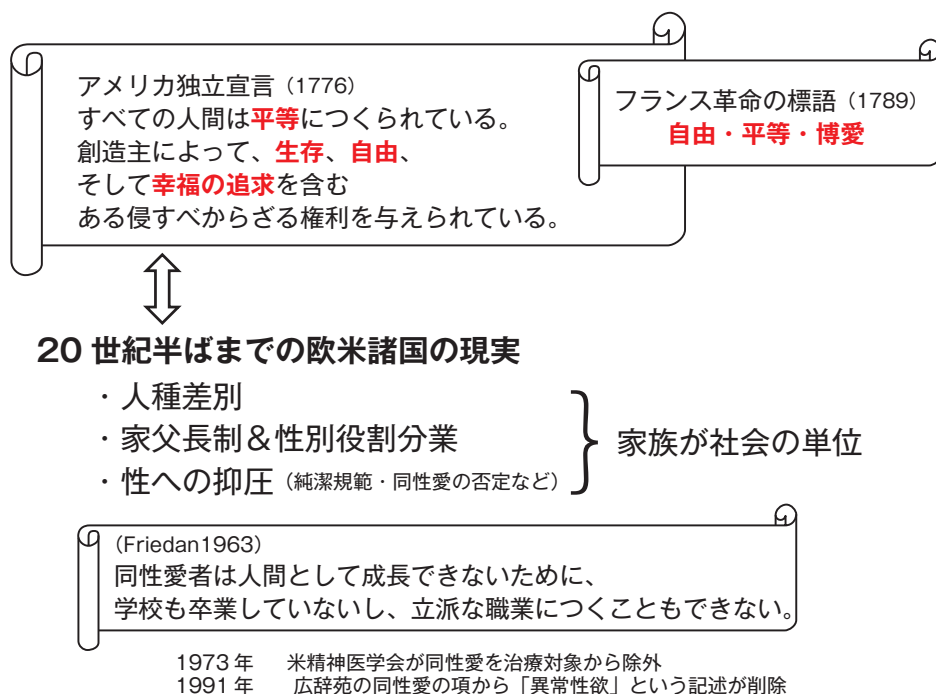 アメリカ独立宣言（1776）
すべての人間は平等につくられている。
創造主によって、生存、自由、
そして幸福の追求を含む
ある侵すべからざる権利を与えられている。
フランス革命の標語（1789）
自由・平等・博愛
20 世紀半ばまでの欧米諸国の現実
・人種差別
・家父長制＆性別役割分業
・性への抑圧（純潔規範・同性愛の否定など）
家族が社会の単位
(Friedan1963)
同性愛者は人間として成長できないために、
学校も卒業していないし、立派な職業につくこともできない。
1973 年　米精神医学会が同性愛を治療対象から除外
1991 年　広辞苑の同性愛の項から「異常性欲」という記述が削除